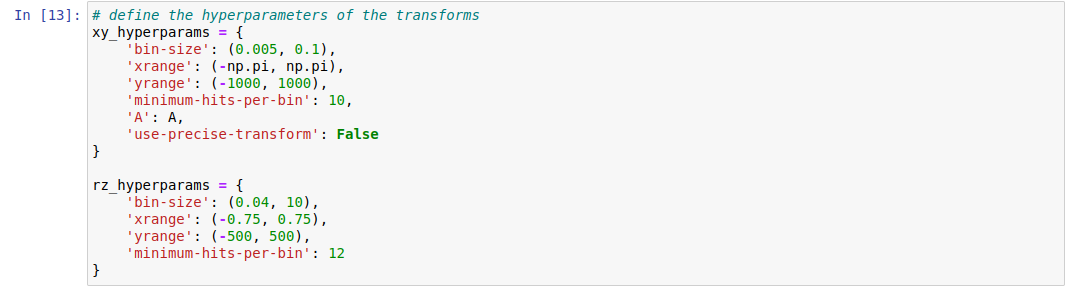 In [13]: # define the hyperparameters of the transforms
xy_hyperparams = {
    'bin-size': (0.005, 0.1),
    'xrange': (-np.pi, np.pi),
    'yrange': (-1000, 1000),
    'minimum-hits-per-bin': 10,
    'A': A,
    'use-precise-transform': False
}

rz_hyperparams = {
    'bin-size': (0.04, 10),
    'xrange': (-0.75, 0.75),
    'yrange': (-500, 500),
    'minimum-hits-per-bin': 12
}